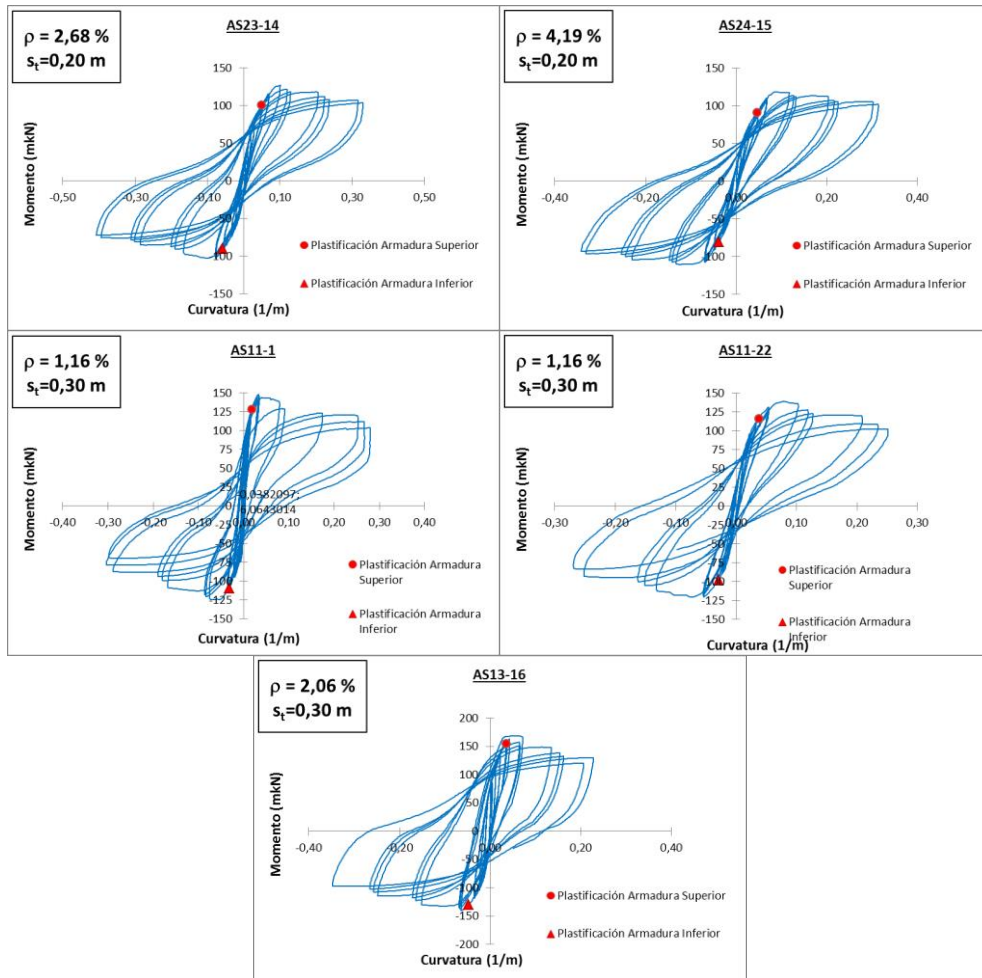 ρ = 2,68 %
st=0,20 m
AS23-14
Momento (mkN)
150
100
50
0
-50
-100
-150
-0,50
-0,30
-0,10
0,10
0,30
0,50
Plastificación Armadura Superior
Plastificación Armadura Inferior
Curvatura (1/m)
ρ = 4,19 %
st=0,20 m
AS24-15
Momento (mkN)
150
100
50
0
-50
-100
-150
-0,40
-0,20
0,00
0,20
0,40
Plastificación Armadura Superior
Plastificación Armadura Inferior
Curvatura (1/m)
ρ = 1,16 %
st=0,30 m
AS11-1
Momento (mkN)
150
125
100
75
50
25
0
-25
-50
-75
-100
-125
-150
-0,40
-0,30
-0,20
-0,10
0,00
0,10
0,20
0,30
0,40
-0,0382097;
Plastificación Armadura
Superior
Plastificación Armadura
Inferior
Curvatura (1/m)
ρ = 1,16 %
st=0,30 m
AS11-22
Momento (mkN)
150
125
100
75
50
25
0
-25
-50
-75
-100
-125
-150
-0,30
-0,20
-0,10
0,00
0,10
0,20
0,30
Plastificación Armadura
Superior
Plastificación Armadura
Inferior
Curvatura (1/m)
ρ = 2,06 %
st=0,30 m
AS13-16
Momento (mkN)
200
150
100
50
0
-50
-100
-150
-200
-0,40
-0,20
0,00
0,20
0,40
Plastificación Armadura Superior
Plastificación Armadura Inferior
Curvatura (1/m)